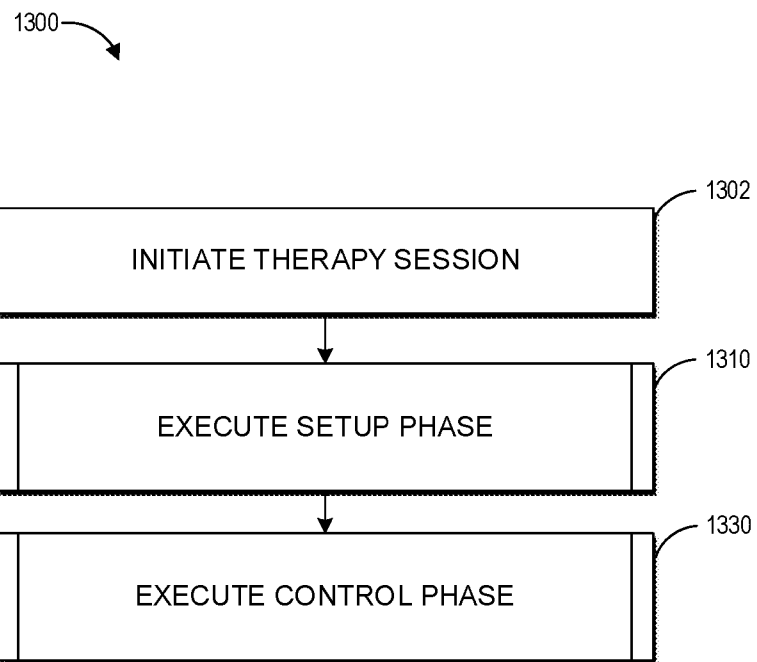 1300
1302
INITIATE THERAPY SESSION
1310
EXECUTE SETUP PHASE
1330
EXECUTE CONTROL PHASE